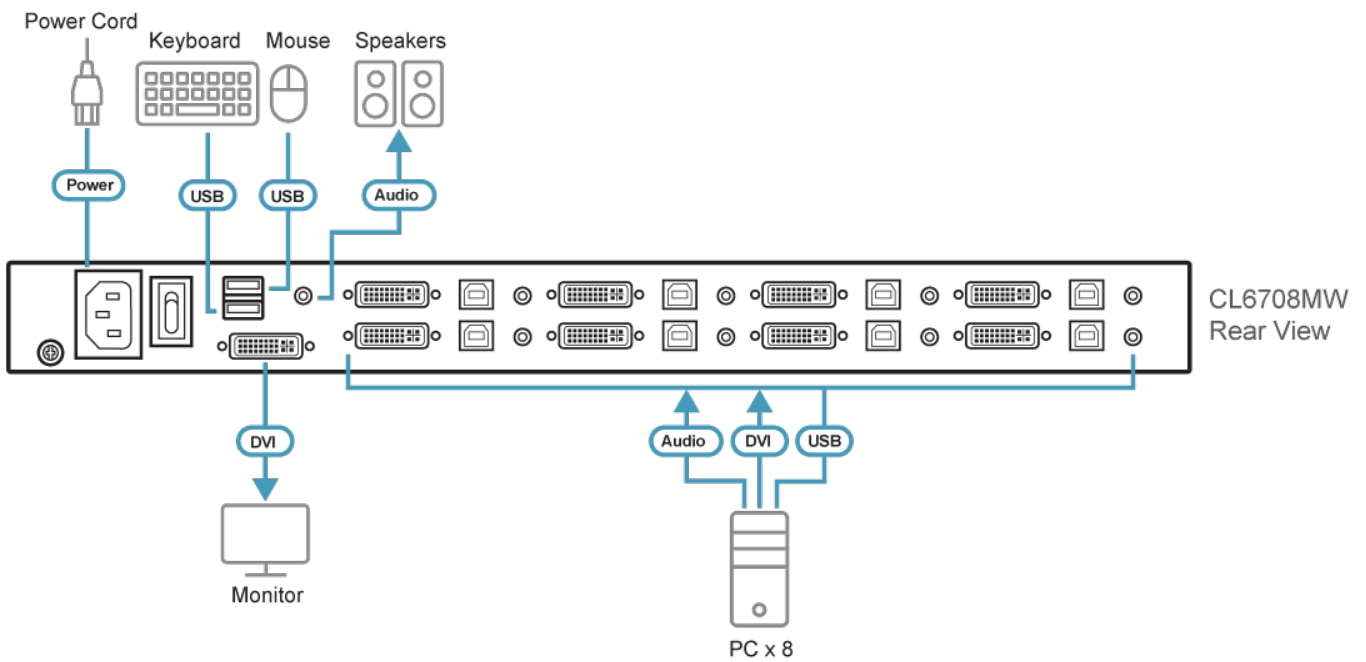 Power Cord
Keyboard
Mouse
Speakers
Power
USB
USB
Audio
CL6708MW
Rear View
DVI
Audio
DVI
USB
Monitor
PC x 8